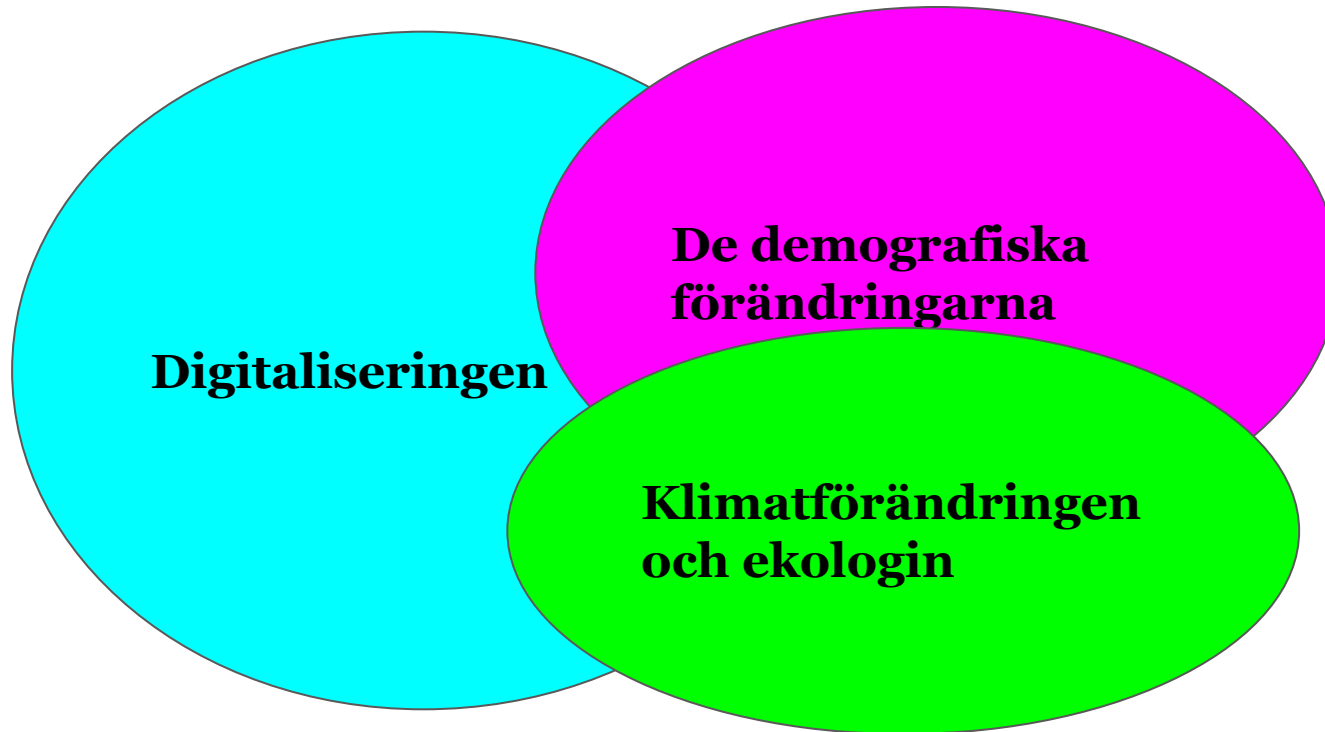 Digitaliseringen
De demografiska
förändringarna
Klimatförändringen
och ekologin